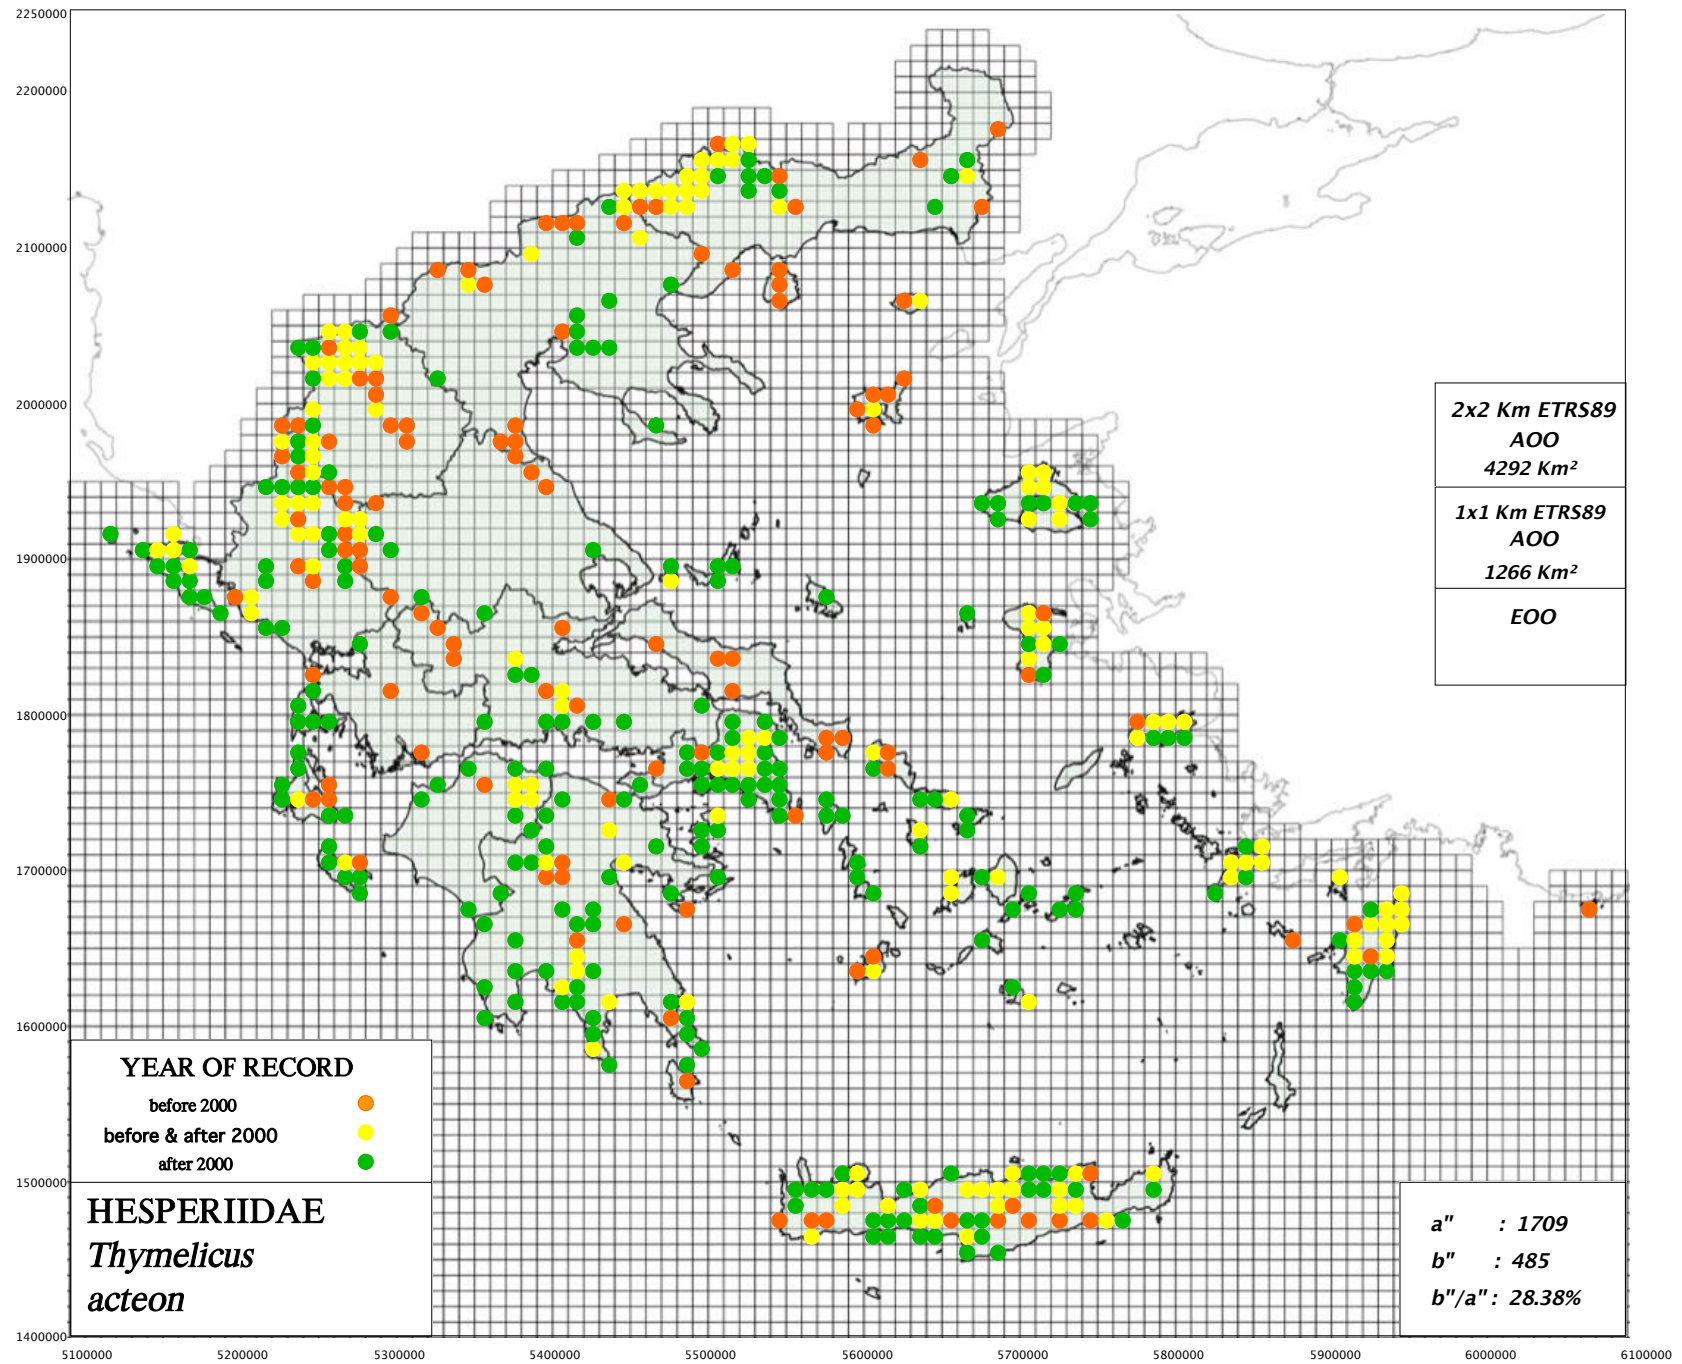 2250000
2200000
2100000
2000000
1900000
1800000
1700000
1600000
1500000
1400000
2x2 Km ETRS89
AOO
4292 Km²
1x1 Km ETRS89
AOO
1266 Km²
EOO
YEAR OF RECORD
before 2000
before & after 2000
after 2000
HESPERIIDAE
Thymelicus
acteon
a" : 1709
b" : 485
b"/a" : 28.38%
5100000 5200000 5300000 5400000 5500000 5600000 5700000 5800000 5900000 6000000 6100000